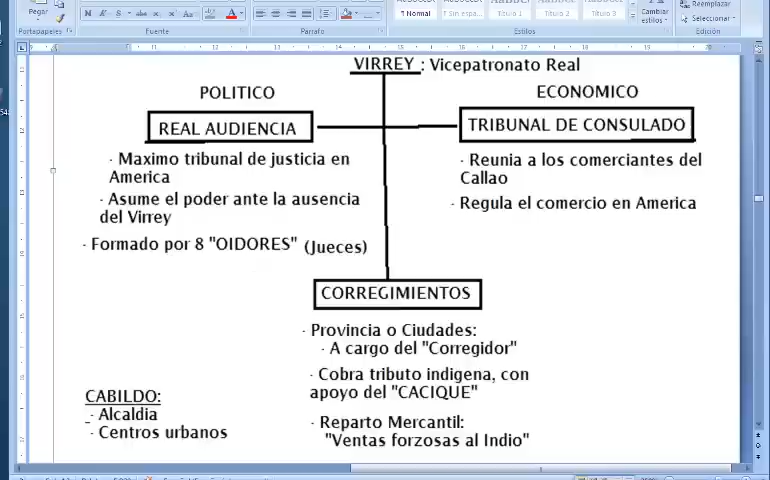 Pegar
Portapapeles
Fuente
Párrafo
Estilos
¶ Normal
¶ Sin espa...
Título 1
Título 2
Título 3
Cambiar
estilos
Reemplazar
Seleccionar
Edición
VIRREY : Vicepatronato Real
POLITICO
ECONOMICO
REAL AUDIENCIA
TRIBUNAL DE CONSULADO
· Maximo tribunal de justicia en
America
· Asume el poder ante la ausencia
del Virrey
· Formado por 8 "OIDORES" (Jueces)
· Reunia a los comerciantes del
Callao
· Regula el comercio en America
CORREGIMIENTOS
· Provincia o Ciudades:
· A cargo del "Corregidor"
· Cobra tributo indigena, con
apoyo del "CACIQUE"
· Reparto Mercantil:
"Ventas forzosas al Indio"
CABILDO:
- Alcaldia
- Centros urbanos